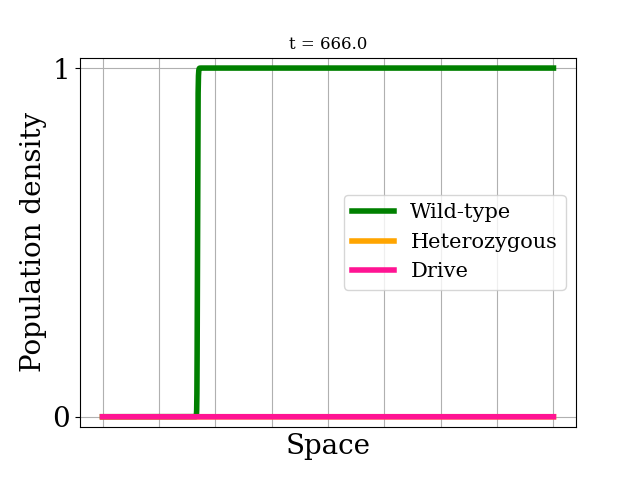 t = 666.0
1
Population density
Wild-type
Heterozygous
Drive
0
Space